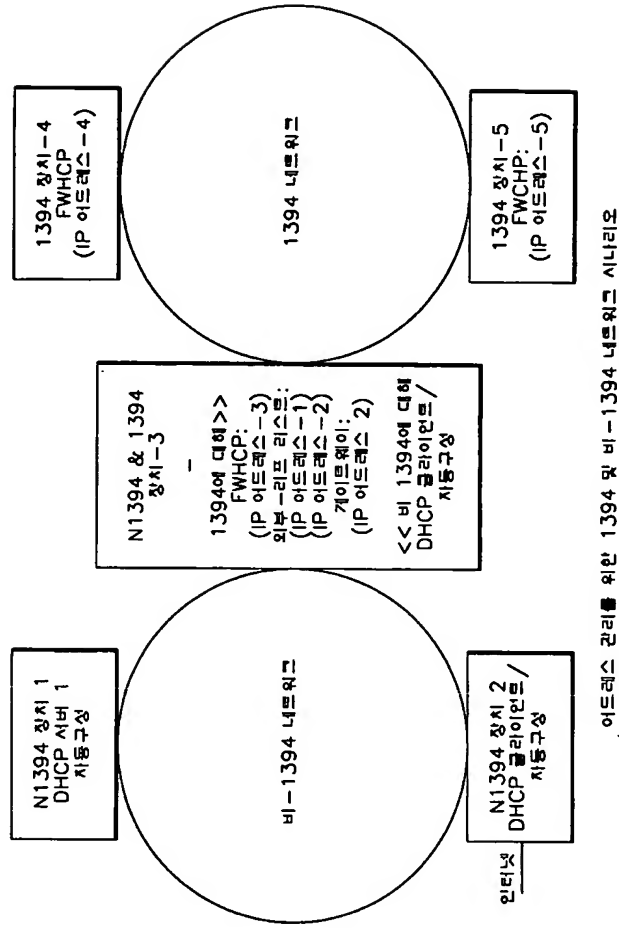 N1394 장치 1
DHCP 서버 1
자동구성
비-1394 네트워크
인터넷
N1394 장치 2
DHCP 클라이언트/
자동구성
N1394 & 1394
장치-3
-
1394에 대해>>
FWHCP:
(IP 어드레스-3)
외부-리프 리스트:
(IP 어드레스-1)
(IP 어드레스-2)
게이트웨이:
(IP 어드레스 2)
<< 비 1394에 대해
DHCP 클라이언트/
자동구성
1394 장치-4
FWHCP
(IP 어드레스-4)
1394 네트워크
1394 장치-5
FWCHP:
(IP 어드레스-5)
어드레스 관리를 위한 1394 및 비-1394 네트워크 시나리오